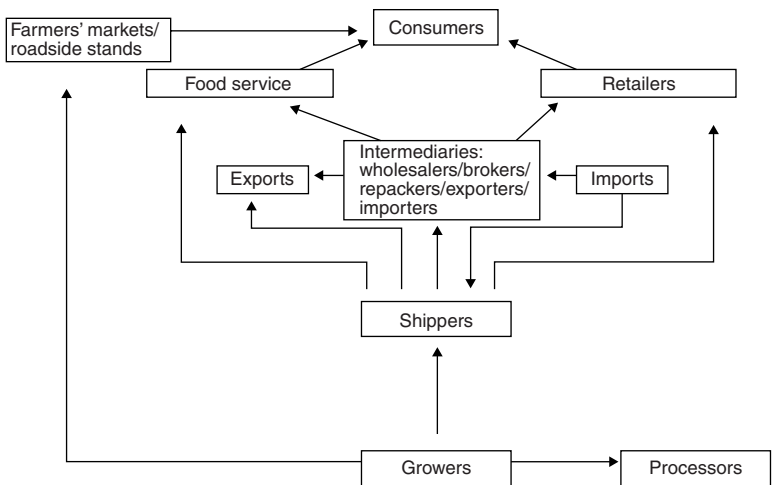 Farmers’ markets/
roadside stands
Consumers
Food service
Retailers
Intermediaries:
wholesalers/brokers/
repackers/exporters/
importers
Exports
Imports
Shippers
Growers
Processors